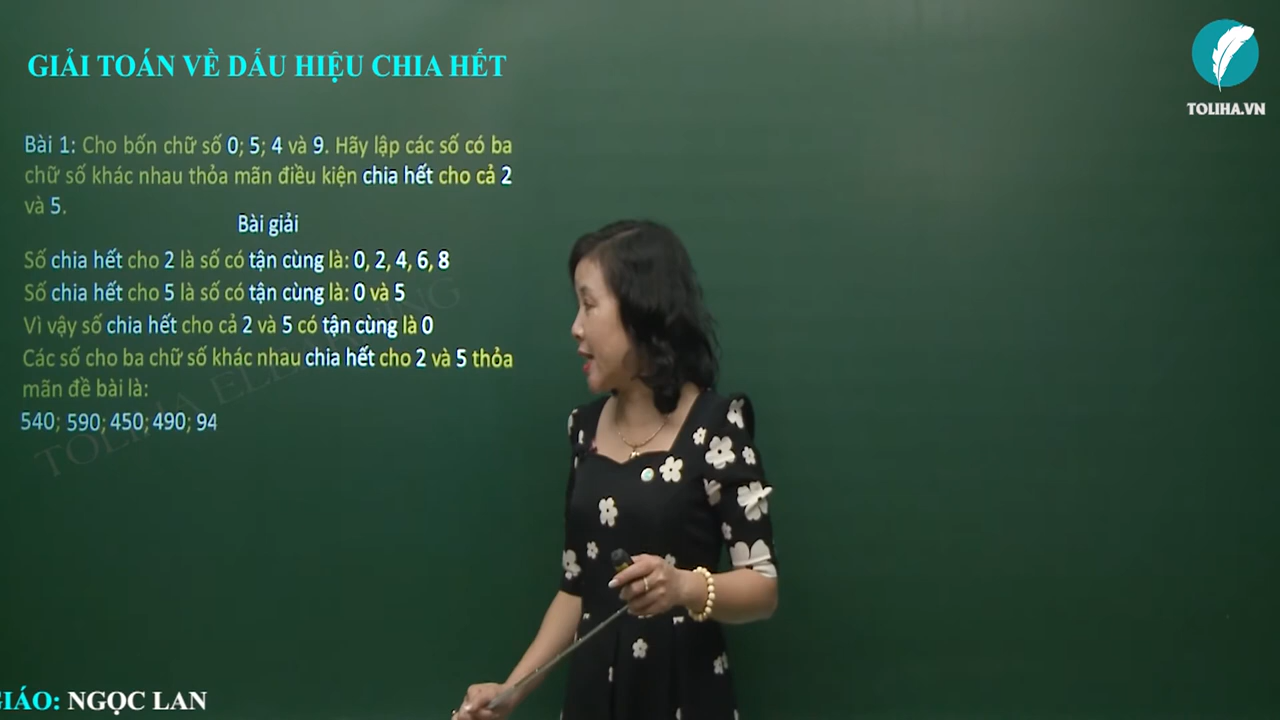 GIẢI TOÁN VỀ DẤU HIỆU CHIA HẾT
TOLIHA.VN
Bài 1: Cho bốn chữ số 0; 5; 4 và 9. Hãy lập các số có ba
chữ số khác nhau thỏa mãn điều kiện chia hết cho cả 2
và 5.
Bài giải
Số chia hết cho 2 là số có tận cùng là: 0, 2, 4, 6, 8
Số chia hết cho 5 là số có tận cùng là: 0 và 5
Vì vậy số chia hết cho cả 2 và 5 có tận cùng là 0
Các số cho ba chữ số khác nhau chia hết cho 2 và 5 thỏa
mãn đề bài là:
540; 590; 450; 490; 94
GIÁO: NGỌC LAN